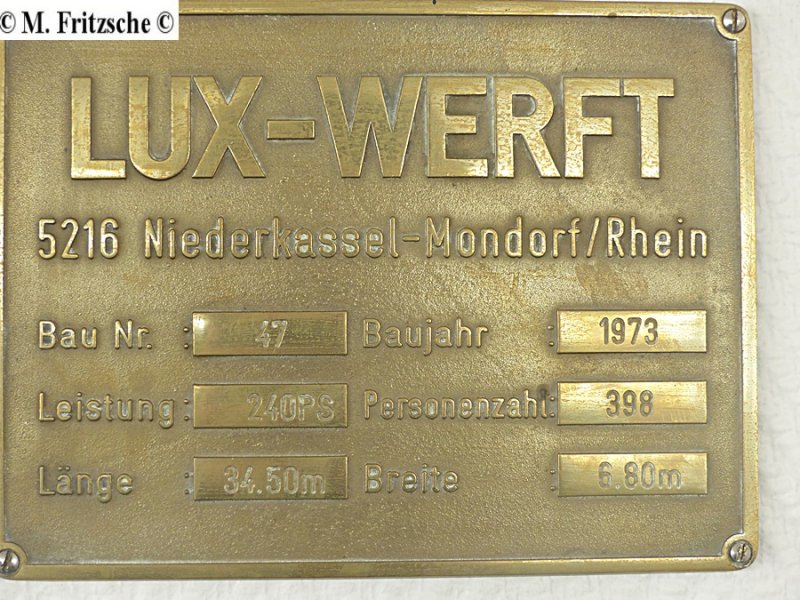 © M. Fritzsche ©
LUX-WERFT
5216 Niederkassel-Mondorf/Rhein
Bau Nr. : 47 Baujahr : 1973
Leistung: 240PS Personenzahl: 398
Länge : 34.50m Breite : 6.80m